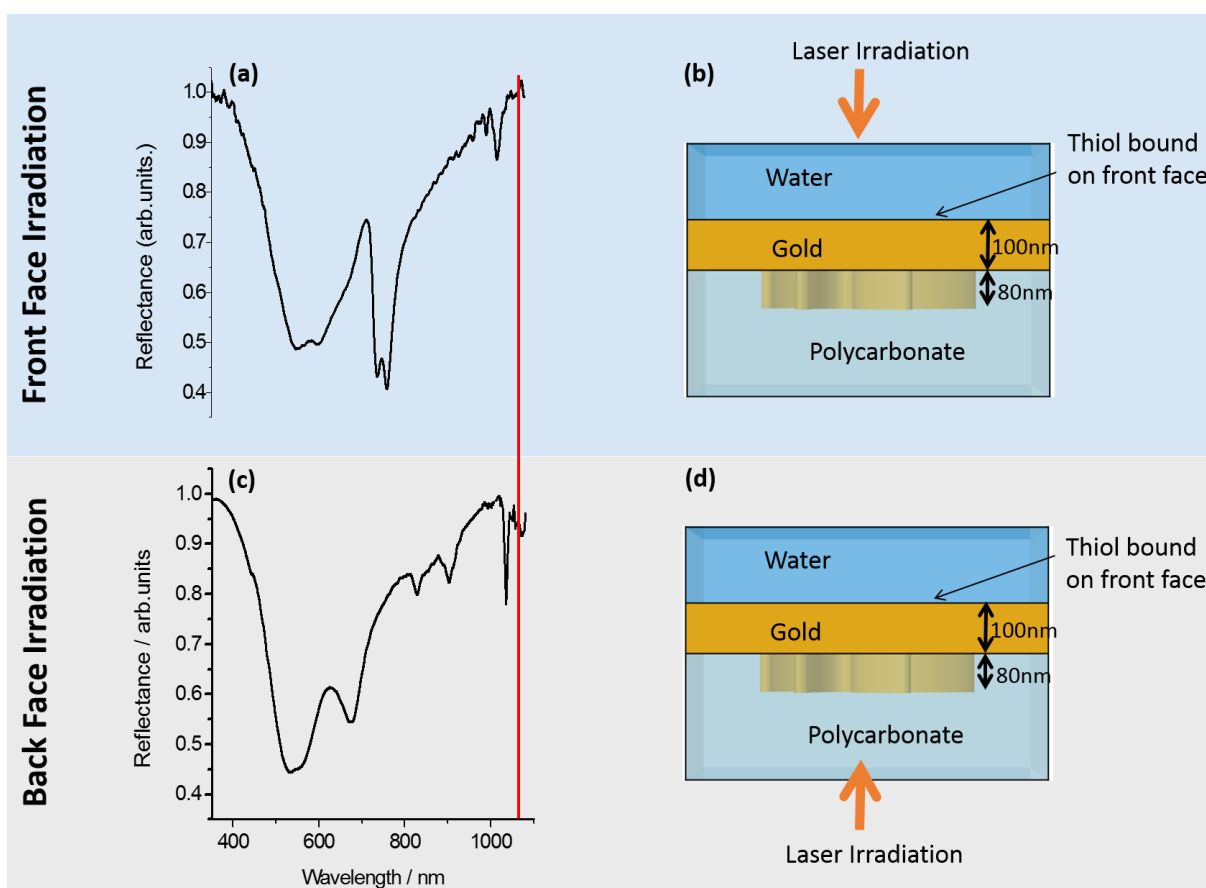 Front Face Irradiation
(a)
Reflectance (arb.units.)
1.0
0.9
0.8
0.7
0.6
0.5
0.4
(b)
Laser Irradiation
Thiol bound
on front face
Water
Gold
100nm
80nm
Polycarbonate
Back Face Irradiation
(c)
Reflectance / arb.units
1.0
0.9
0.8
0.7
0.6
0.5
0.4
400 600 800 1000
Wavelength / nm
(d)
Thiol bound
on front face
Water
Gold
100nm
80nm
Polycarbonate
Laser Irradiation